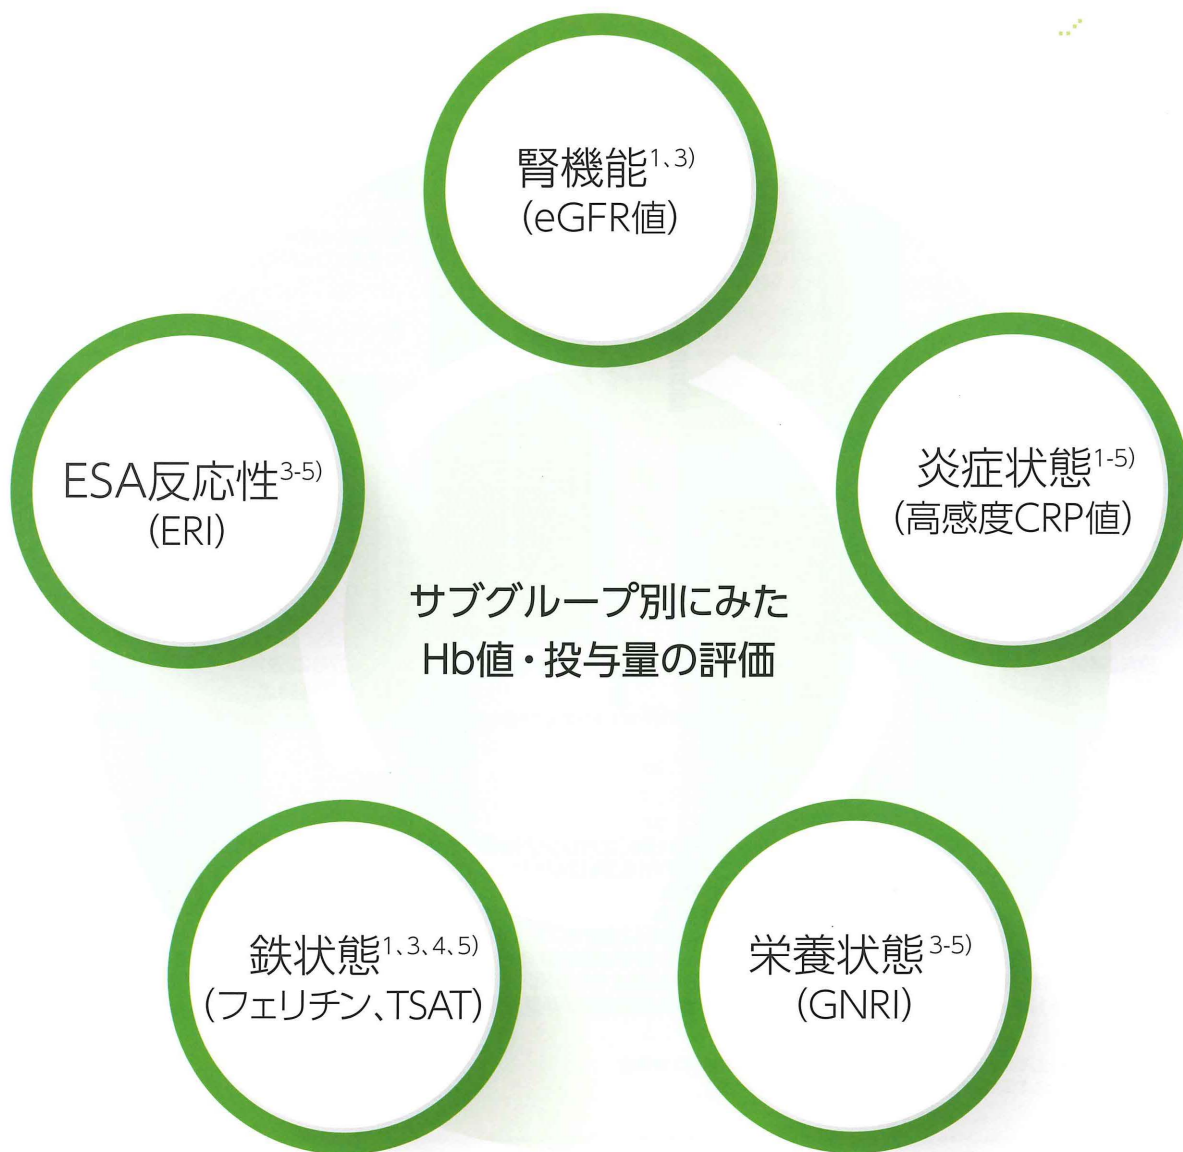 腎機能1、3)
(eGFR値)
ESA反応性3-5)
(ERI)
炎症状態1-5)
(高感度CRP値)
サブグループ別にみた
Hb値・投与量の評価
鉄状態1、3、4、5)
(フェリチン、TSAT)
栄養状態3-5)
(GNRI)